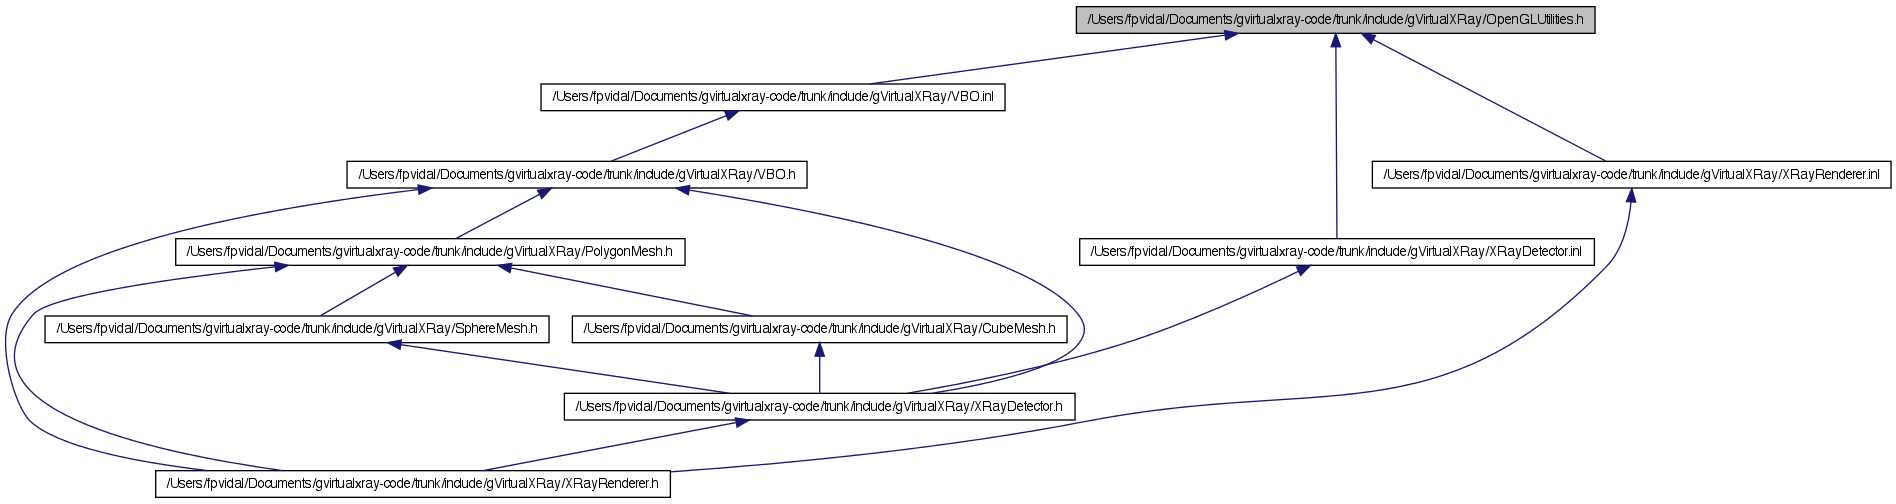 /Users/fpvidal/Documents/gvirtualxray-code/trunk/include/gVirtualXRay/OpenGLUtilities.h
/Users/fpvidal/Documents/gvirtualxray-code/trunk/include/gVirtualXRay/VBO.inl
/Users/fpvidal/Documents/gvirtualxray-code/trunk/include/gVirtualXRay/VBO.h
/Users/fpvidal/Documents/gvirtualxray-code/trunk/include/gVirtualXRay/XRayRenderer.inl
/Users/fpvidal/Documents/gvirtualxray-code/trunk/include/gVirtualXRay/PolygonMesh.h
/Users/fpvidal/Documents/gvirtualxray-code/trunk/include/gVirtualXRay/XRayDetector.inl
/Users/fpvidal/Documents/gvirtualxray-code/trunk/include/gVirtualXRay/SphereMesh.h
/Users/fpvidal/Documents/gvirtualxray-code/trunk/include/gVirtualXRay/CubeMesh.h
/Users/fpvidal/Documents/gvirtualxray-code/trunk/include/gVirtualXRay/XRayDetector.h
/Users/fpvidal/Documents/gvirtualxray-code/trunk/include/gVirtualXRay/XRayRenderer.h